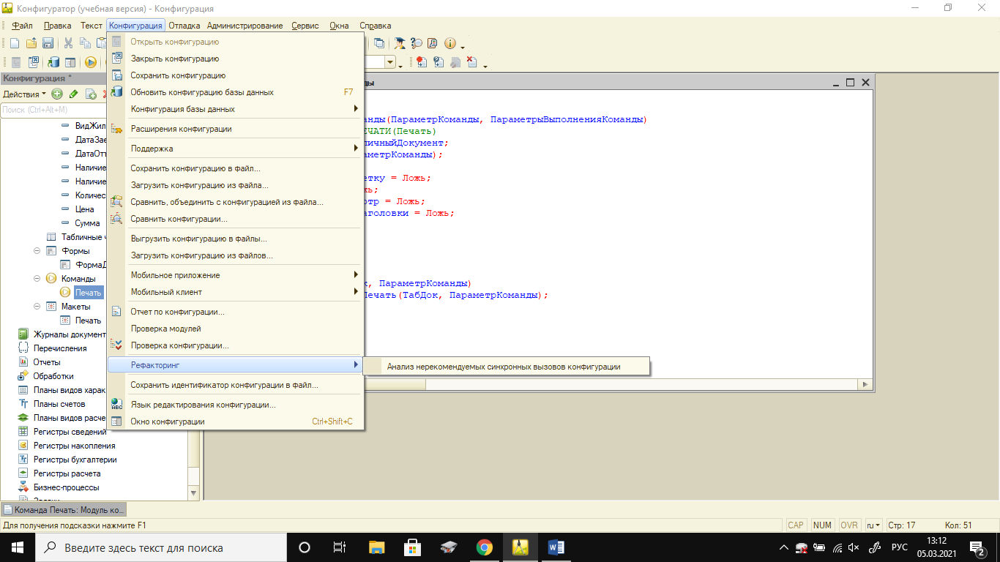 Конфигуратор (учебная версия) - Конфигурация
Файл Правка Текст Конфигурация Отладка Администрирование Сервис Окна Справка
Конфигурация *
Действия
Поиск (Ctrl+Alt+M)
ВидЖил
ДатаЗае
ДатаОт
Наличие
Наличие
Количес
Цена
Сумма
Табличные ч
Формы
ФормаД
Команды
Печать
Макеты
Печать
Журналы документ
Перечисления
Отчеты
Обработки
Планы видов харак
Планы счетов
Планы видов расче
Регистры сведений
Регистры накопления
Регистры бухгалтерии
Регистры расчета
Бизнес-процессы
Открыть конфигурацию
Закрыть конфигурацию
Сохранить конфигурацию
Обновить конфигурацию базы данных F7
Конфигурация базы данных
Расширения конфигурации
Поддержка
Сохранить конфигурацию в файл...
Загрузить конфигурацию из файла...
Сравнить, объединить с конфигурацией из файла...
Сравнить конфигурации...
Выгрузить конфигурацию в файлы...
Загрузить конфигурацию из файлов...
Мобильное приложение
Мобильный клиент
Отчет по конфигурации...
Проверка модулей
Проверка конфигурации...
Рефакторинг
Сохранить идентификатор конфигурации в файл...
Язык редактирования конфигурации...
Окно конфигурации Ctrl+Shift+C
Анализ нерекомендуемых синхронных вызовов конфигурации
ды
анды(ПараметрКоманды, ПараметрыВыполненияКоманды)
ЕЧАТИ(Печать)
личныйДокумент;
аметрКоманды);
етку = Ложь;
жь;
отр = Ложь;
аголовки = Ложь;
к, ПараметрКоманды)
Печать(ТабДок, ПараметрКоманды);
Команда Печать: Модуль ко...
Для получения подсказки нажмите F1
CAP NUM OVR ru Стр: 17 Кол: 51
Введите здесь текст для поиска
РУС
13:12
05.03.2021
2